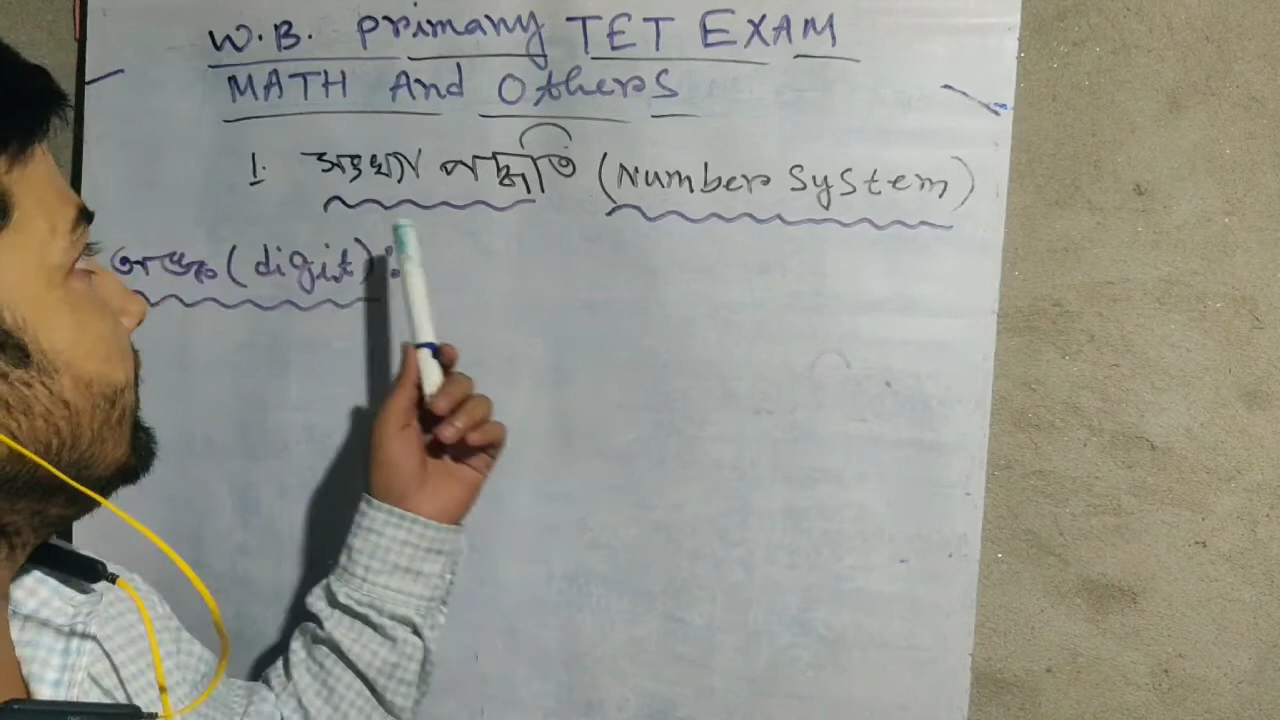 W.B. Primary TET EXAM
MATH And Others
1. সংখ্যা পদ্ধতি (Number System)
অঙ্ক (digit) :